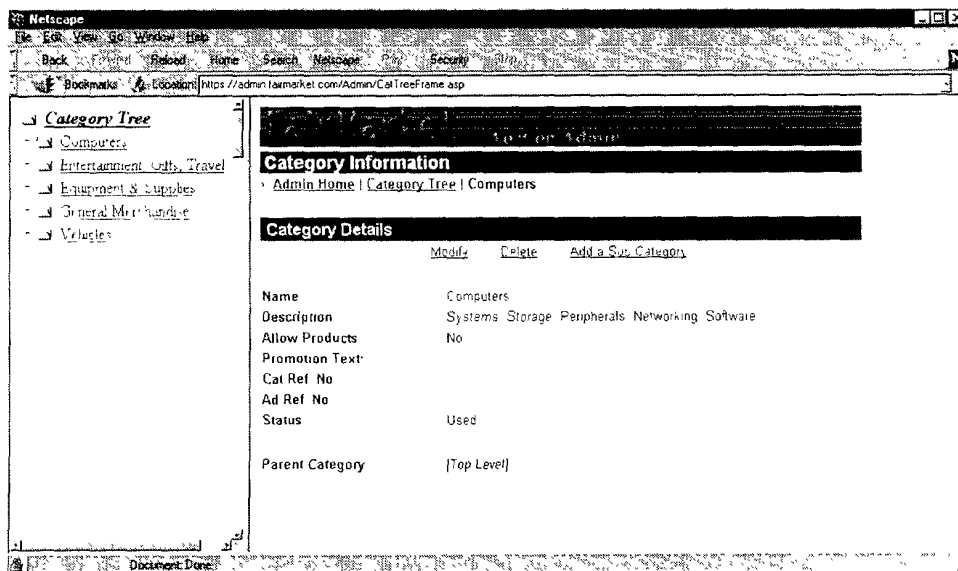 Netscape
File Edit View Go Window Help
Back Reload Home Search Netscape Security
Bookmarks Location: https://admin.fairmarket.com/Admin/CatTreeFrame.asp
Category Tree
Computers
Entertainment, Gifts, Travel
Equipment & Supplies
General Merchandise
Vehicles
Auction Admin
Category Information
Admin Home | Category Tree | Computers
Category Details
Modify Delete Add a Sub Category
Name Computers
Description Systems Storage Peripherals Networking Software
Allow Products No
Promotion Text
Cat Ref No
Ad Ref No
Status Used
Parent Category [Top Level]
Document: Done